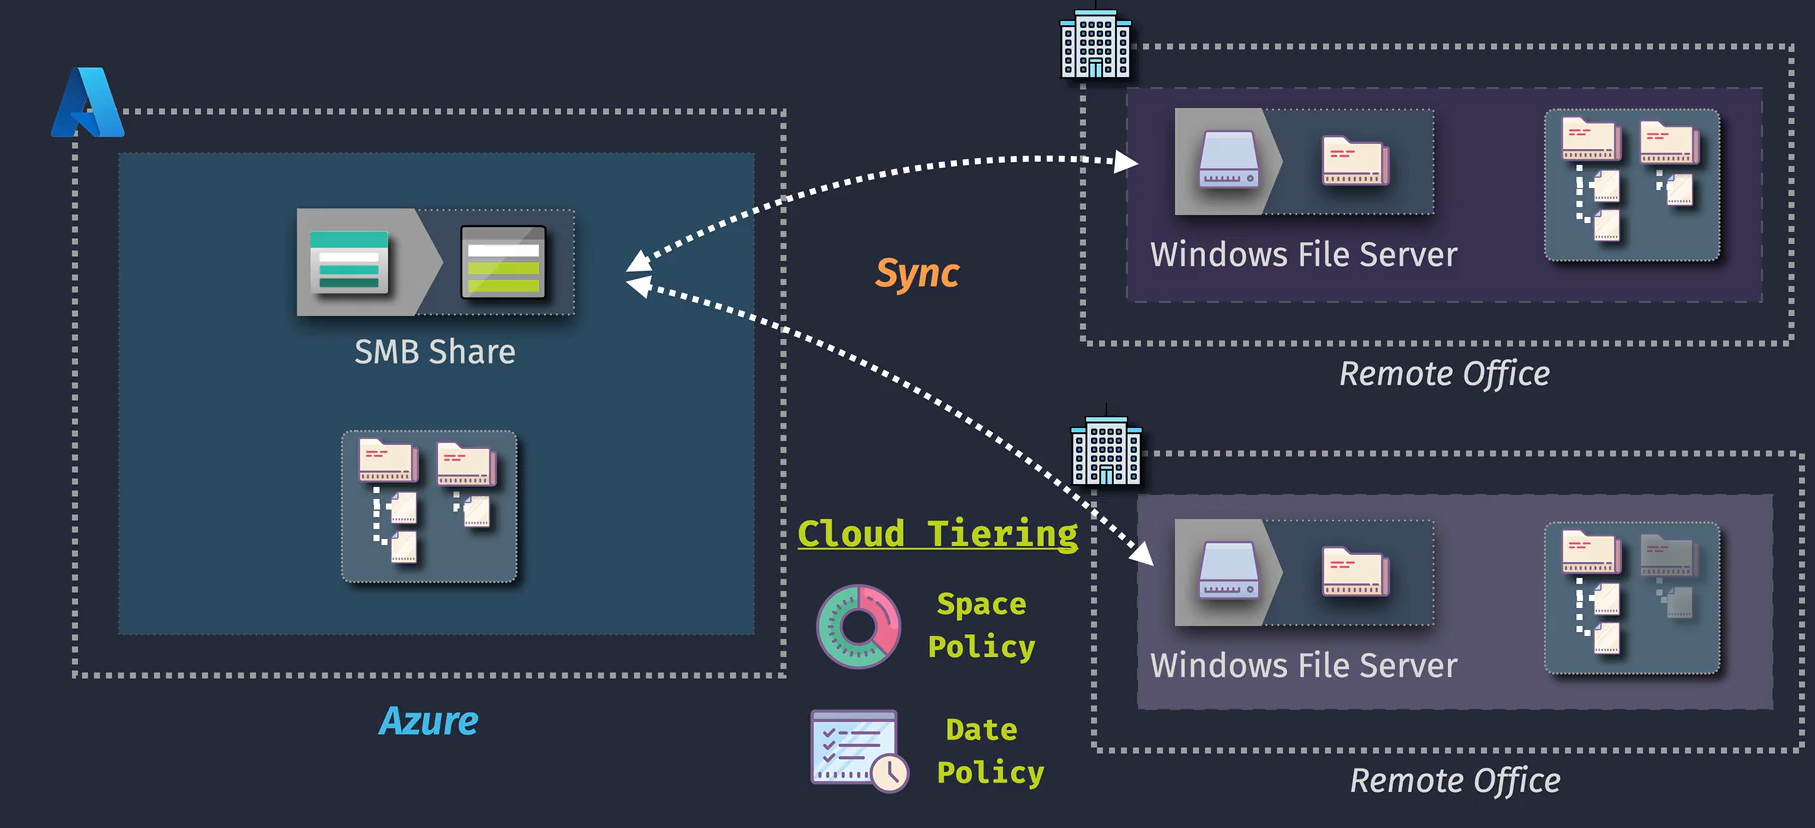 SMB Share
Azure
Sync
Cloud Tiering
Space
Policy
Date
Policy
Windows File Server
Remote Office
Windows File Server
Remote Office